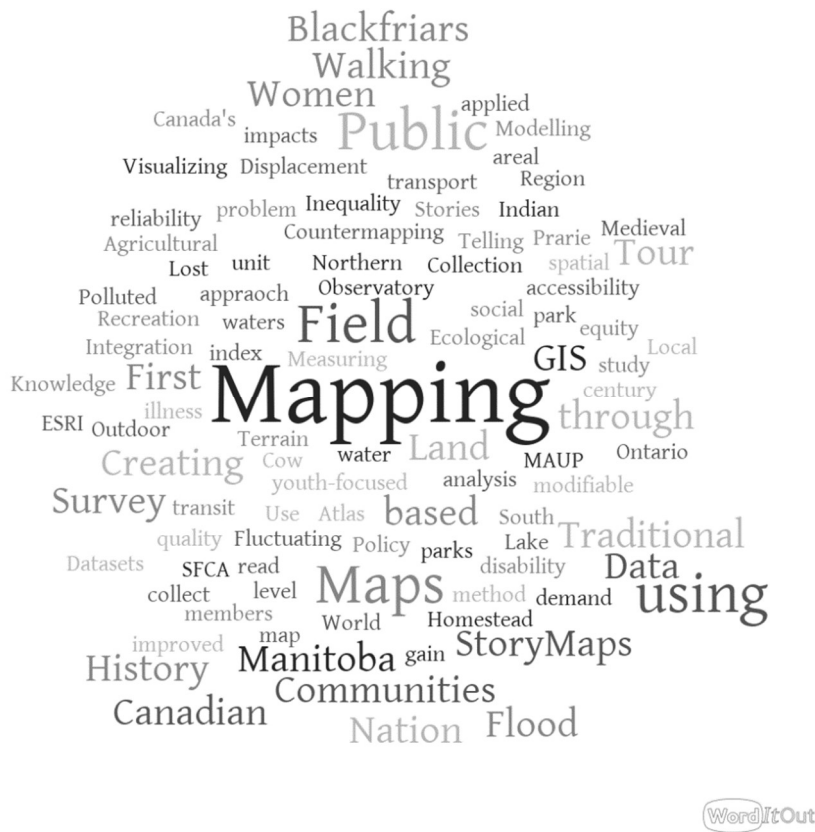 Blackfriars
Walking
Women applied
Canada's impacts Public Modelling
Visualizing Displacement areal
transport Region
reliability problem Inequality Stories Indian
Agricultural Countermapping Telling Prarie Medieval
Lost unit Northern Collection spatial Tour
Polluted appraoch Observatory accessibility
Recreation waters Field social park
Integration index Ecological equity
Measuring GIS study Local
Knowledge First Mapping century
ESRI Outdoor illness through
Terrain water Land MAUP Ontario
Creating Cow youth-focused analysis modifiable
Survey transit Use Atlas based South
quality Fluctuating Policy parks Lake Traditional
Datasets SFCA read disability Data
collect level Maps method demand using
members World Homestead
improved map StoryMaps
History Manitoba gain
Communities
Canadian Nation Flood
WordItOut